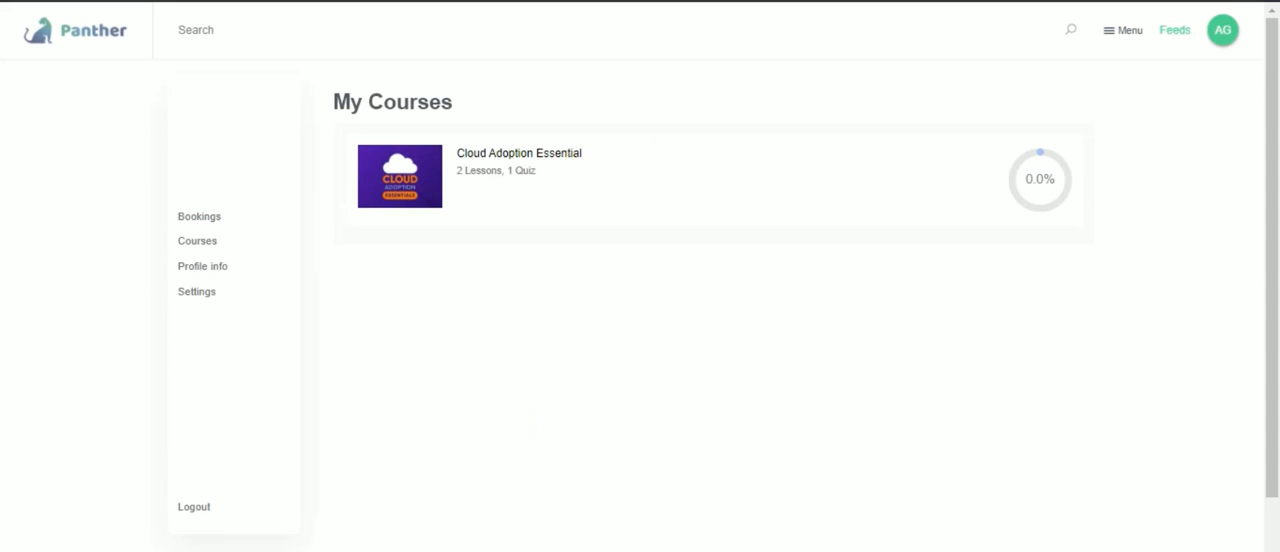 Panther
Search
Menu
Feeds
AG
My Courses
CLOUD
ADOPTION
ESSENTIALS
Cloud Adoption Essential
2 Lessons, 1 Quiz
0.0%
Bookings
Courses
Profile info
Settings
Logout